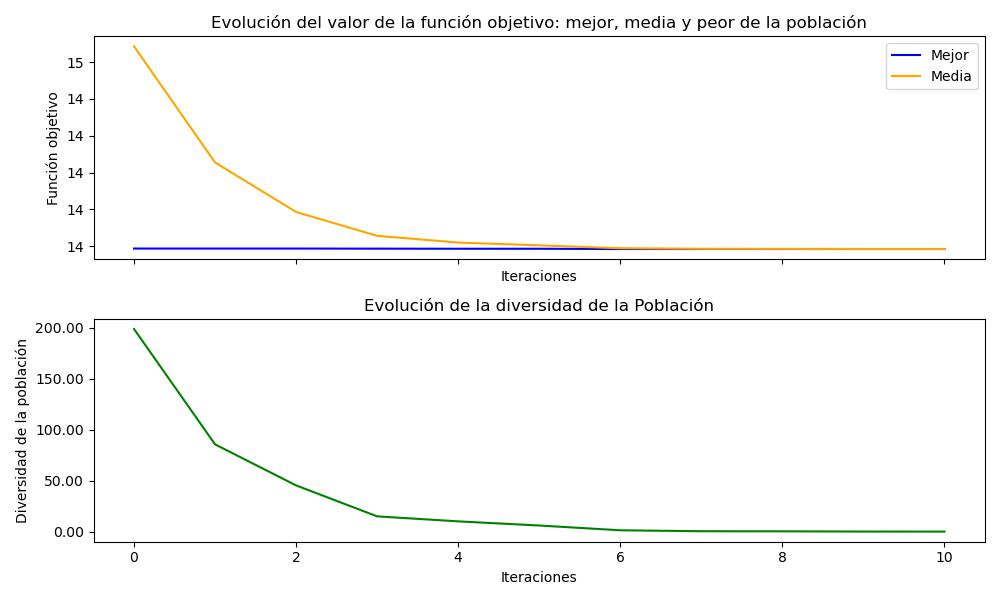 Evolución del valor de la función objetivo: mejor, media y peor de la población
Función objetivo
15
14
14
14
14
14
Mejor
Media
Iteraciones
Evolución de la diversidad de la Población
Diversidad de la población
200.00
150.00
100.00
50.00
0.00
0 2 4 6 8 10
Iteraciones